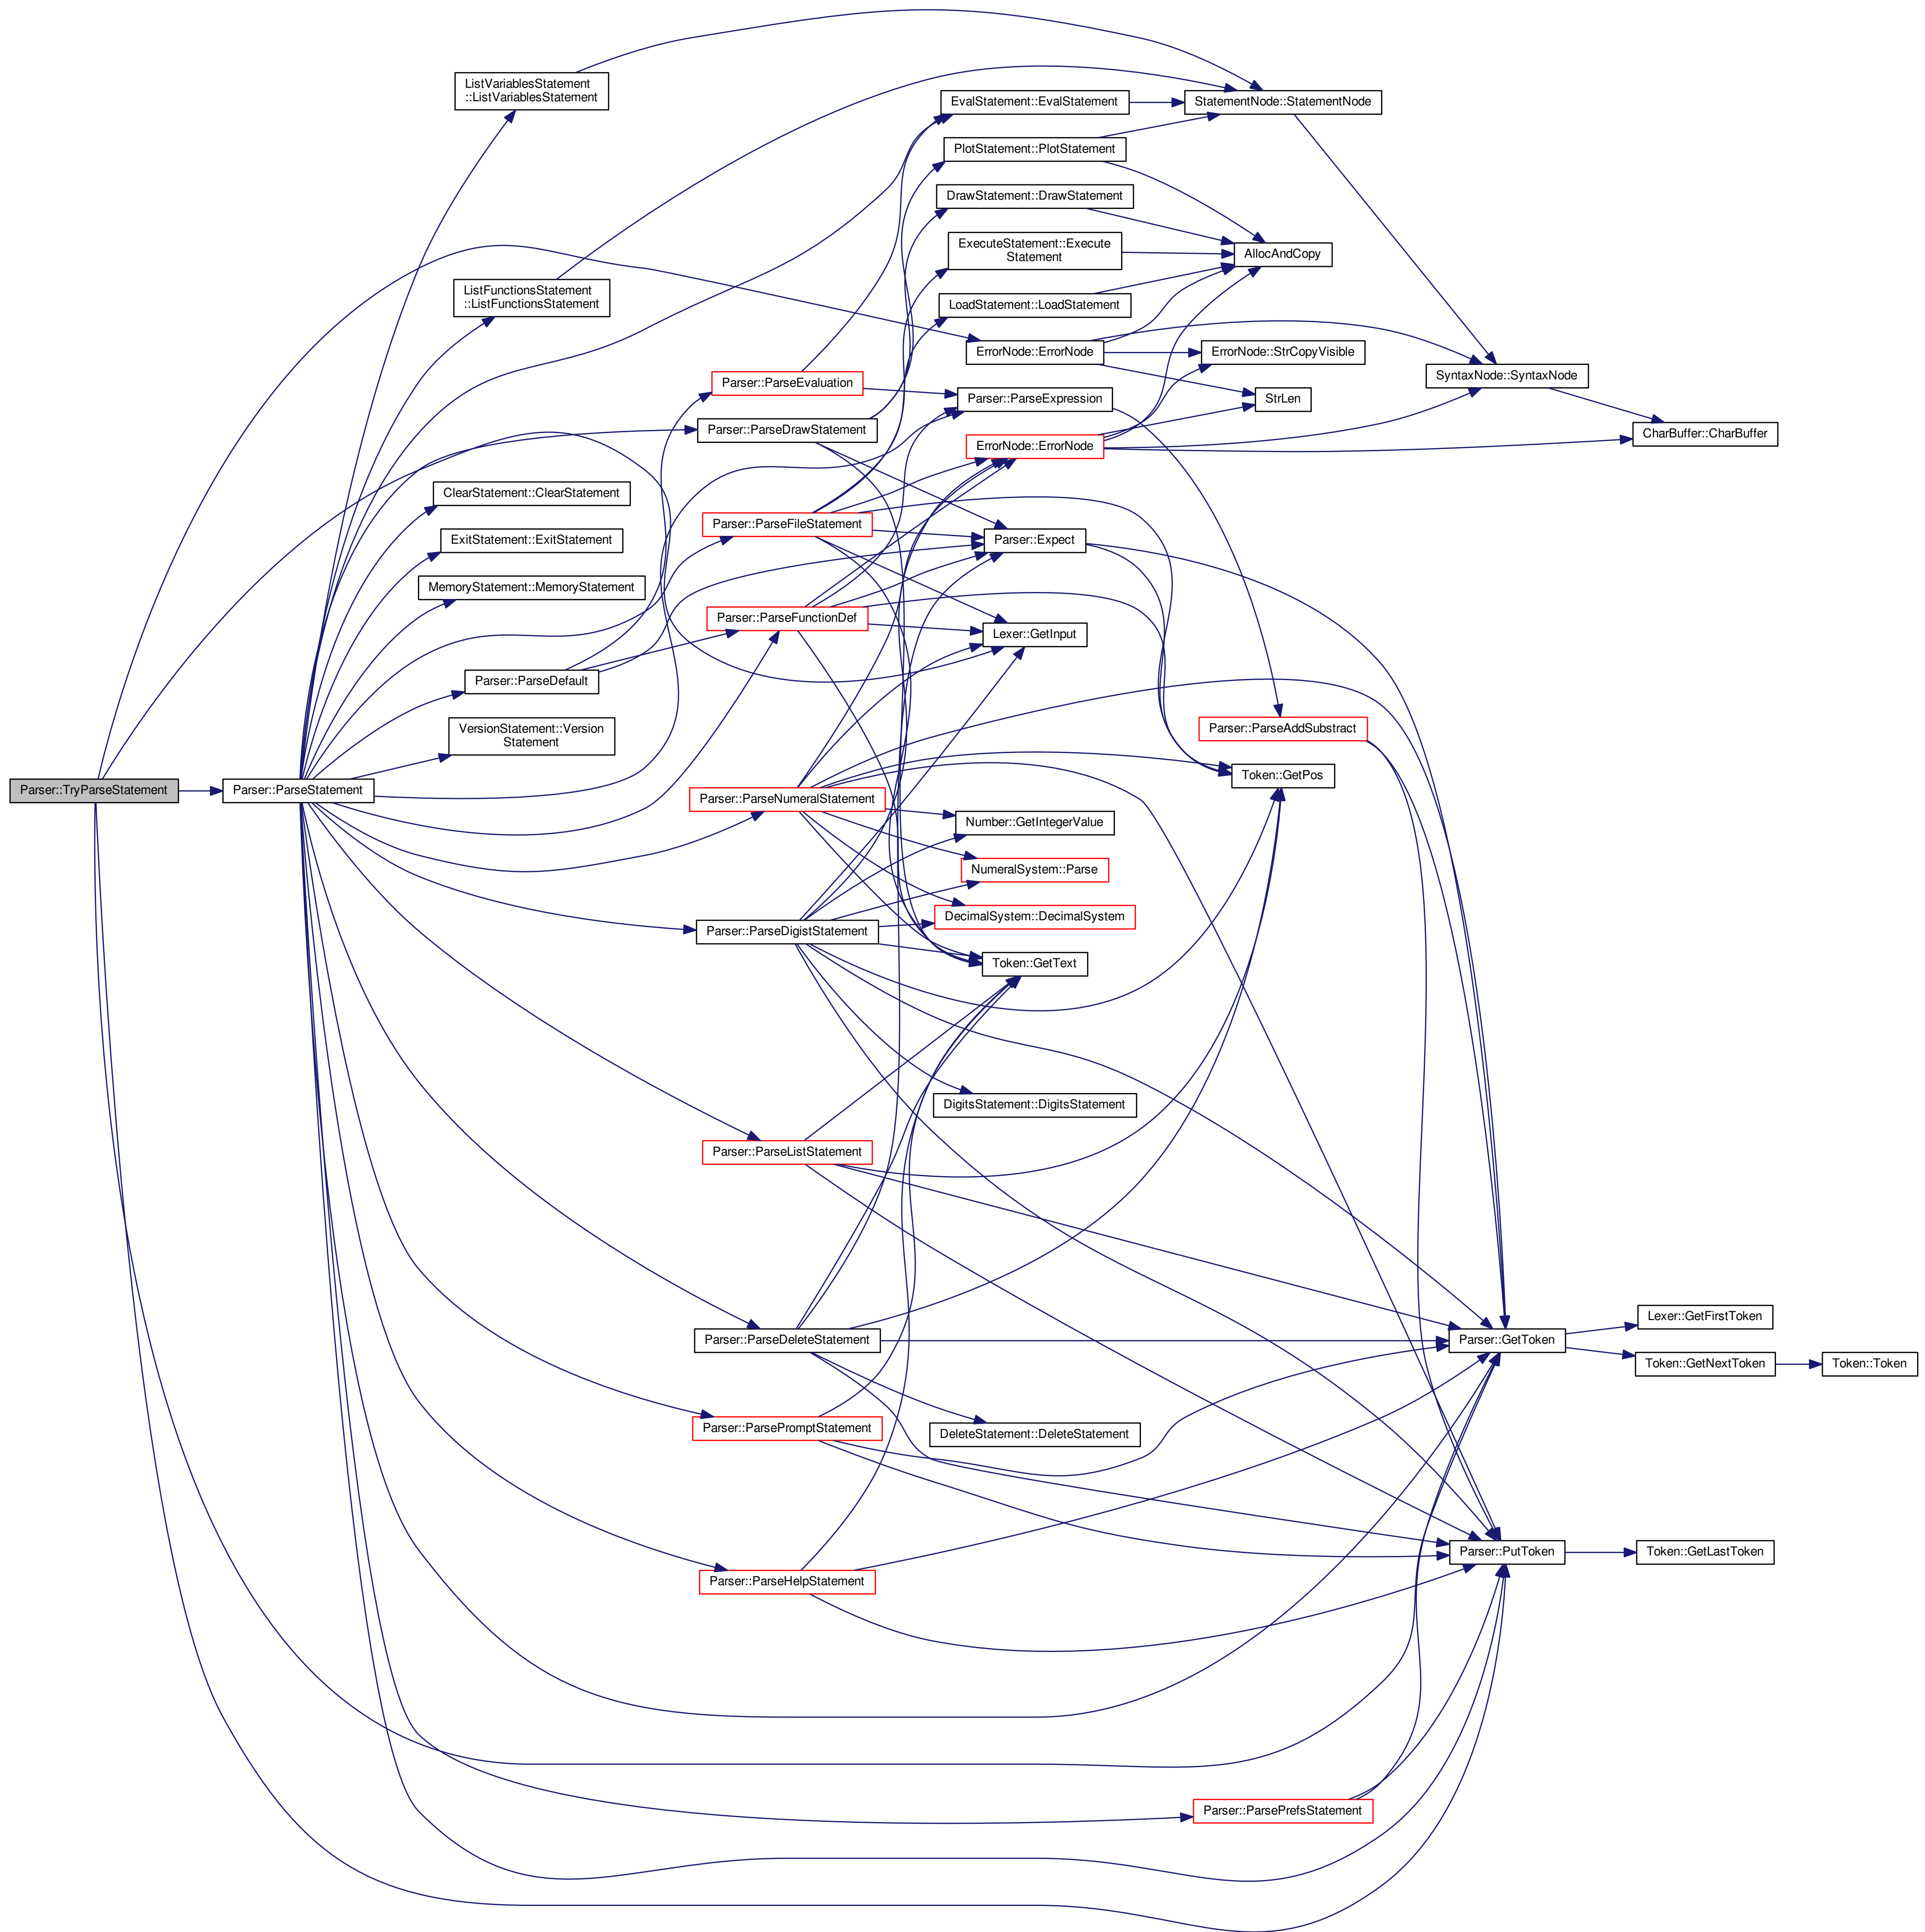 ListVariablesStatement
::ListVariablesStatement
EvalStatement::EvalStatement
StatementNode::StatementNode
PlotStatement::PlotStatement
DrawStatement::DrawStatement
ExecuteStatement::Execute
Statement
AllocAndCopy
ListFunctionsStatement
::ListFunctionsStatement
LoadStatement::LoadStatement
ErrorNode::ErrorNode
ErrorNode::StrCopyVisible
SyntaxNode::SyntaxNode
Parser::ParseEvaluation
Parser::ParseExpression
StrLen
Parser::ParseDrawStatement
CharBuffer::CharBuffer
ErrorNode::ErrorNode
ClearStatement::ClearStatement
Parser::ParseFileStatement
ExitStatement::ExitStatement
Parser::Expect
MemoryStatement::MemoryStatement
Parser::ParseFunctionDef
Lexer::GetInput
Parser::ParseDefault
VersionStatement::Version
Statement
Parser::ParseAddSubstract
Token::GetPos
Parser::TryParseStatement
Parser::ParseStatement
Parser::ParseNumeralStatement
Number::GetIntegerValue
NumeralSystem::Parse
DecimalSystem::DecimalSystem
Parser::ParseDigistStatement
Token::GetText
DigitsStatement::DigitsStatement
Parser::ParseListStatement
Lexer::GetFirstToken
Parser::ParseDeleteStatement
Parser::GetToken
Token::GetNextToken
Token::Token
Parser::ParsePromptStatement
DeleteStatement::DeleteStatement
Parser::PutToken
Token::GetLastToken
Parser::ParseHelpStatement
Parser::ParsePrefsStatement